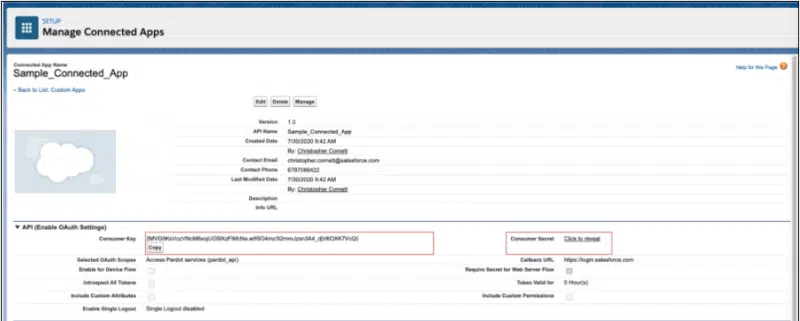 SETUP
Manage Connected Apps
Connected App Name
Sample_Connected_App
Help for this Page
« Back to List: Custom Apps
Edit Delete Manage
Version 1.0
API Name Sample_Connected_App
Created Date 7/30/2020 9:42 AM
By: Christopher Cornett
Contact Email christopher.cornett@salesforce.com
Contact Phone 6787088422
Last Modified Date 7/30/2020 9:42 AM
By: Christopher Cornett
Description
Info URL
▼ API (Enable OAuth Settings)
Consumer Key
Consumer Secret Click to reveal
Copy
Selected OAuth Scopes Access Pardot services (pardot_api)
Callback URL https://login.salesforce.com
Enable for Device Flow
Require Secret for Web Server Flow
Introspect All Tokens
Token Valid for 0 Hour(s)
Include Custom Attributes
Include Custom Permissions
Enable Single Logout Single Logout disabled